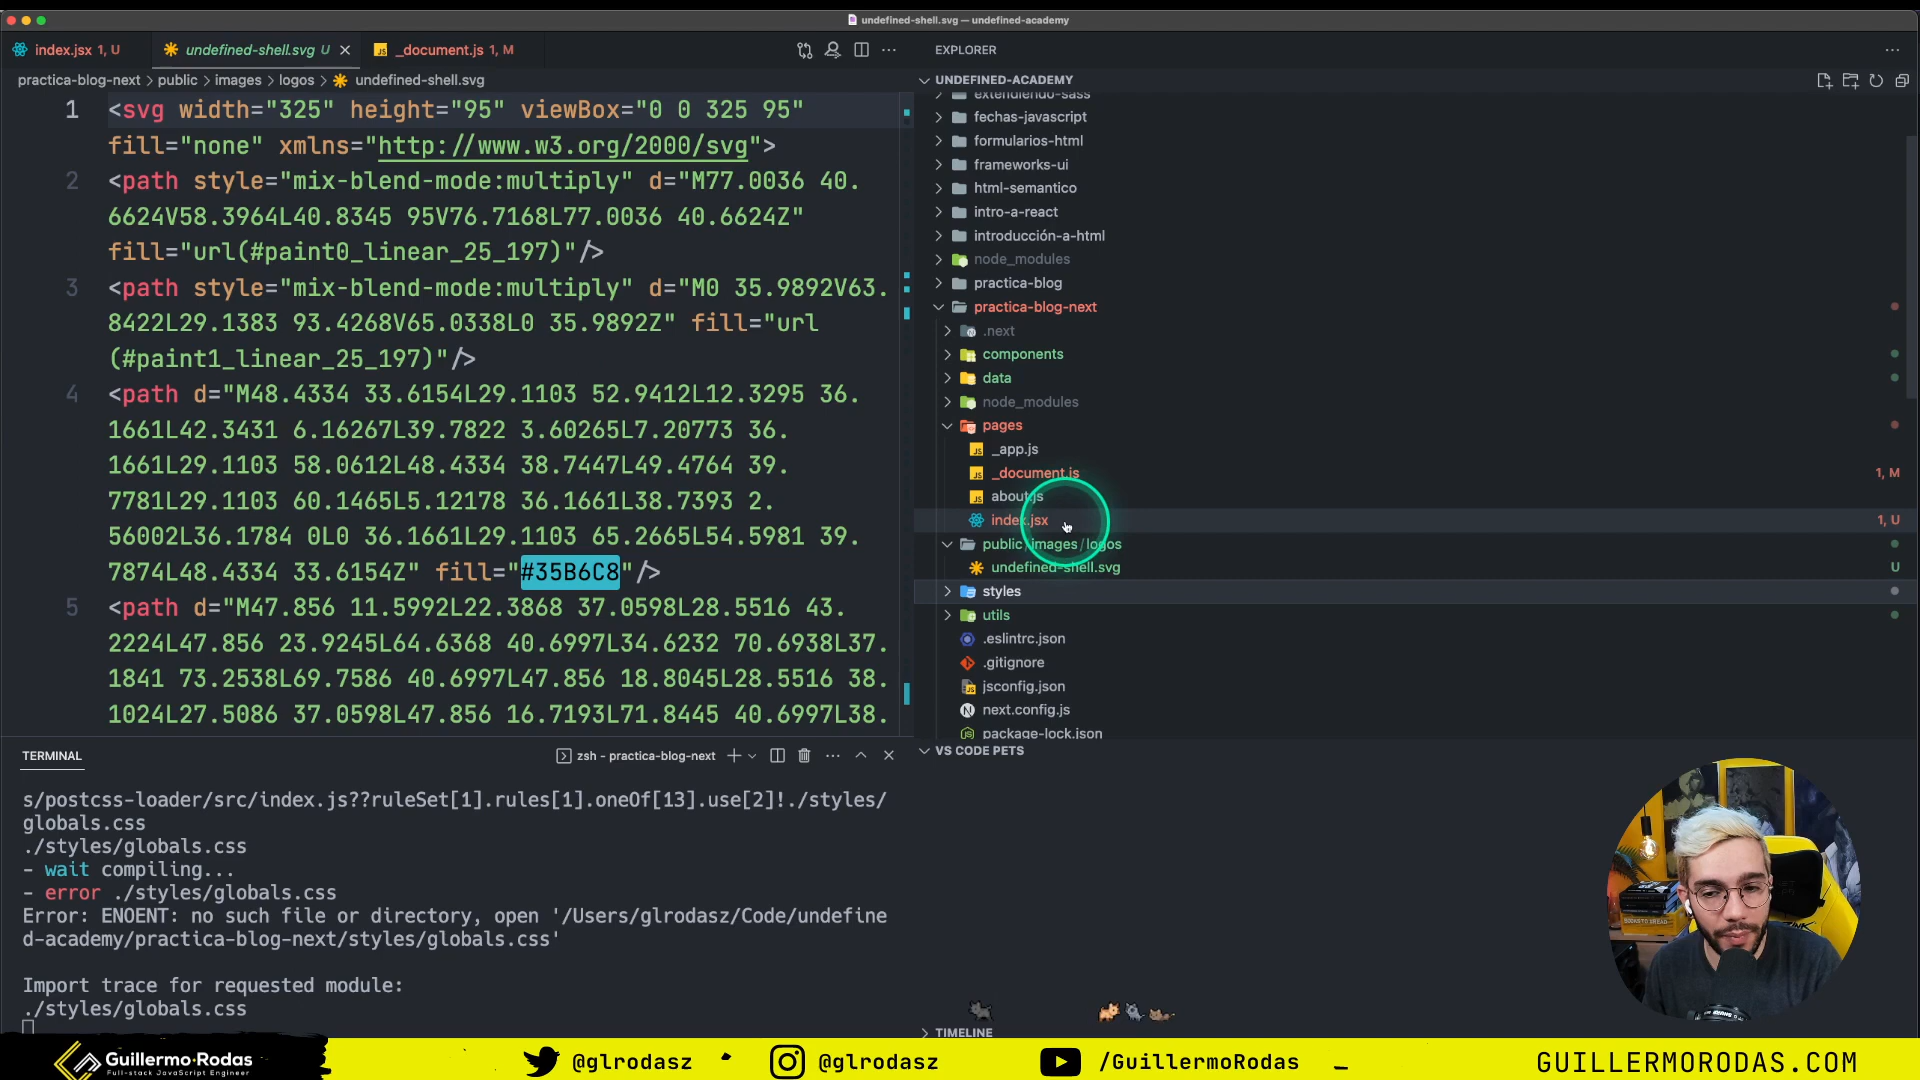 undefined-shell.svg — undefined-academy
index.jsx 1, U
undefined-shell.svg U
_document.js 1, M
practica-blog-next > public > images > logos > undefined-shell.svg
1 <svg width="325" height="95" viewBox="0 0 325 95"
fill="none" xmlns="http://www.w3.org/2000/svg">
2 <path style="mix-blend-mode:multiply" d="M77.0036 40.
6624V58.3964L40.8345 95V76.7168L77.0036 40.6624Z"
fill="url(#paint0_linear_25_197)"/>
3 <path style="mix-blend-mode:multiply" d="M0 35.9892V63.
8422L29.1383 93.4268V65.0338L0 35.9892Z" fill="url
(#paint1_linear_25_197)"/>
4 <path d="M48.4334 33.6154L29.1103 52.9412L12.3295 36.
1661L42.3431 6.16267L39.7822 3.60265L7.20773 36.
1661L29.1103 58.0612L48.4334 38.7447L49.4764 39.
7781L29.1103 60.1465L5.12178 36.1661L38.7393 2.
56002L36.1784 0L0 36.1661L29.1103 65.2665L54.5981 39.
7874L48.4334 33.6154Z" fill="#35B6C8"/>
5 <path d="M47.856 11.5992L22.3868 37.0598L28.5516 43.
2224L47.856 23.9245L64.6368 40.6997L34.6232 70.6938L37.
1841 73.2538L69.7586 40.6997L47.856 18.8045L28.5516 38.
1024L27.5086 37.0598L47.856 16.7193L71.8445 40.6997L38.
EXPLORER
UNDEFINED-ACADEMY
extendiendo-sass
fechas-javascript
formularios-html
frameworks-ui
html-semantico
intro-a-react
introducción-a-html
node_modules
practica-blog
practica-blog-next
.next
components
data
node_modules
pages
_app.js
_document.js 1, M
about.js
index.jsx 1, U
public/images/logos
undefined-shell.svg U
styles
utils
.eslintrc.json
.gitignore
jsconfig.json
next.config.js
package-lock.json
VS CODE PETS
TIMELINE
TERMINAL
zsh - practica-blog-next
s/postcss-loader/src/index.js??ruleSet[1].rules[1].oneOf[13].use[2]!./styles/
globals.css
./styles/globals.css
- wait compiling...
- error ./styles/globals.css
Error: ENOENT: no such file or directory, open '/Users/glrodasz/Code/undefine
d-academy/practica-blog-next/styles/globals.css'
Import trace for requested module:
./styles/globals.css
Guillermo·Rodas
Full-stack JavaScript Engineer
@glrodasz
@glrodasz
/GuillermoRodas
GUILLERMORODAS.COM